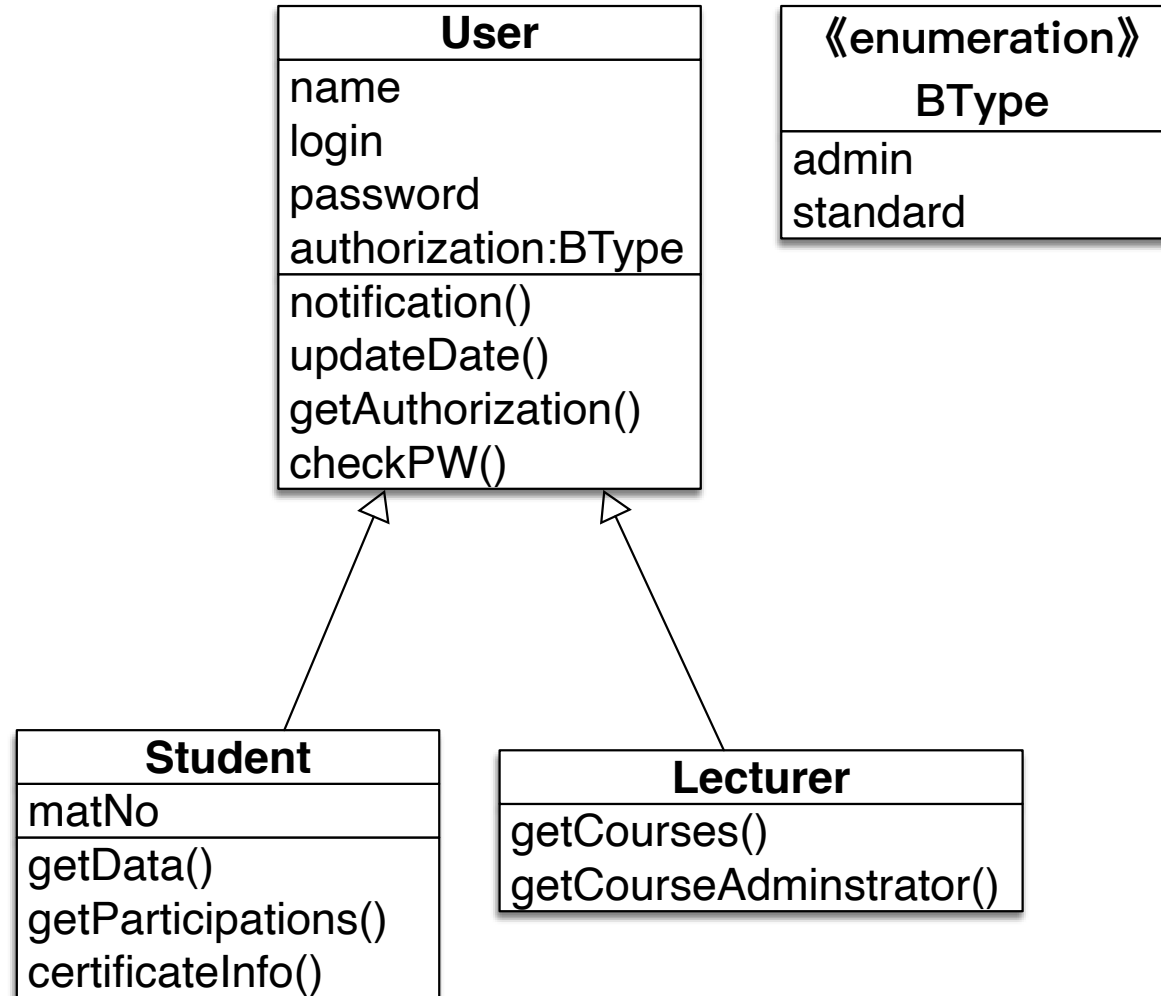 User
name
login
password
authorization:BType
notification()
updateDate()
getAuthorization()
checkPW()
《enumeration》
BType
admin
standard
Student
matNo
getData()
getParticipations()
certificateInfo()
Lecturer
getCourses()
getCourseAdminstrator()